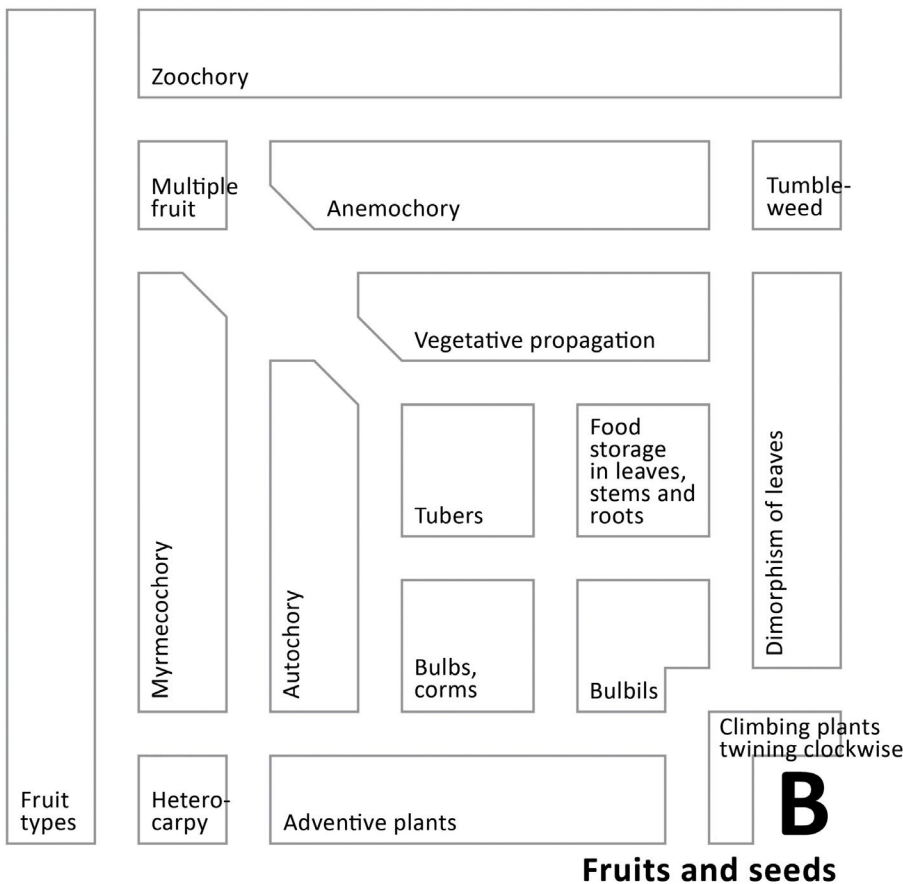 Zoochory
Multiple
fruit
Anemochory
Tumble-
weed
Vegetative propagation
Food
storage
in leaves,
stems and
roots
Tubers
Dimorphism of leaves
Myrmecochory
Autochory
Bulbs,
corms
Bulbils
Climbing plants
twining clockwise
Fruit
types
Hetero-
carpy
Adventive plants
B
Fruits and seeds